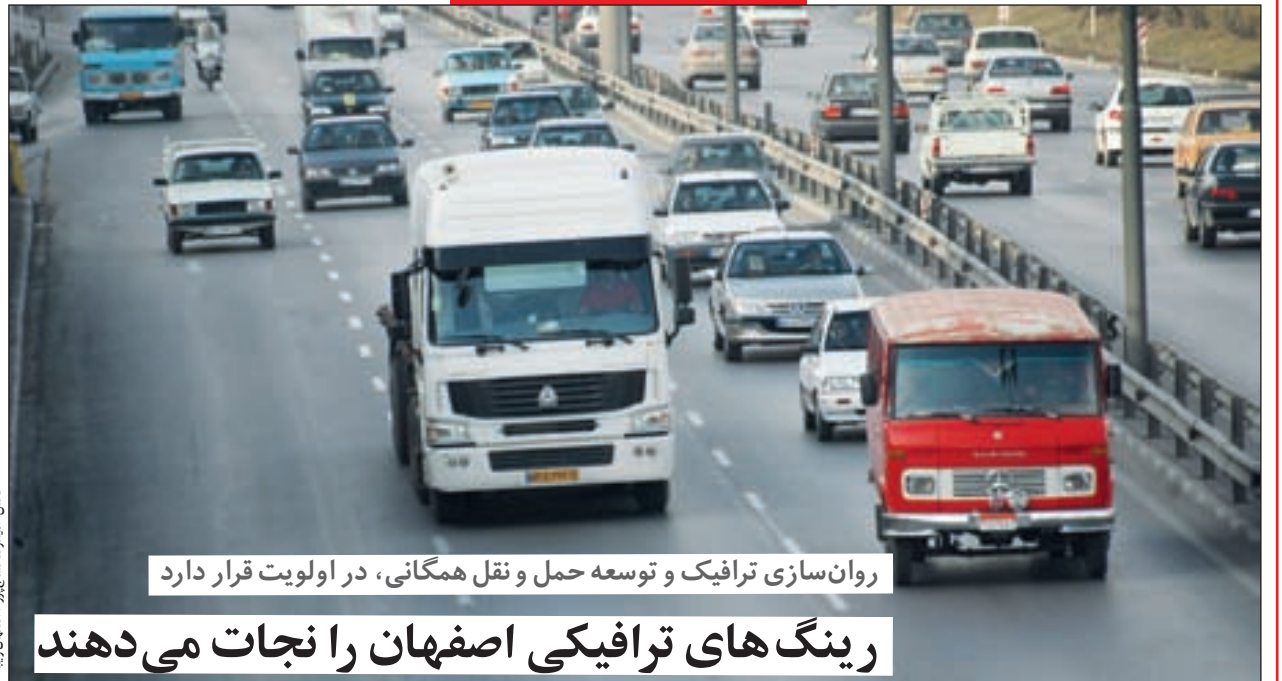 روان‌سازی ترافیک و توسعه حمل و نقل همگانی، در اولویت قرار دارد
رینگ‌های ترافیکی اصفهان را نجات می‌دهند